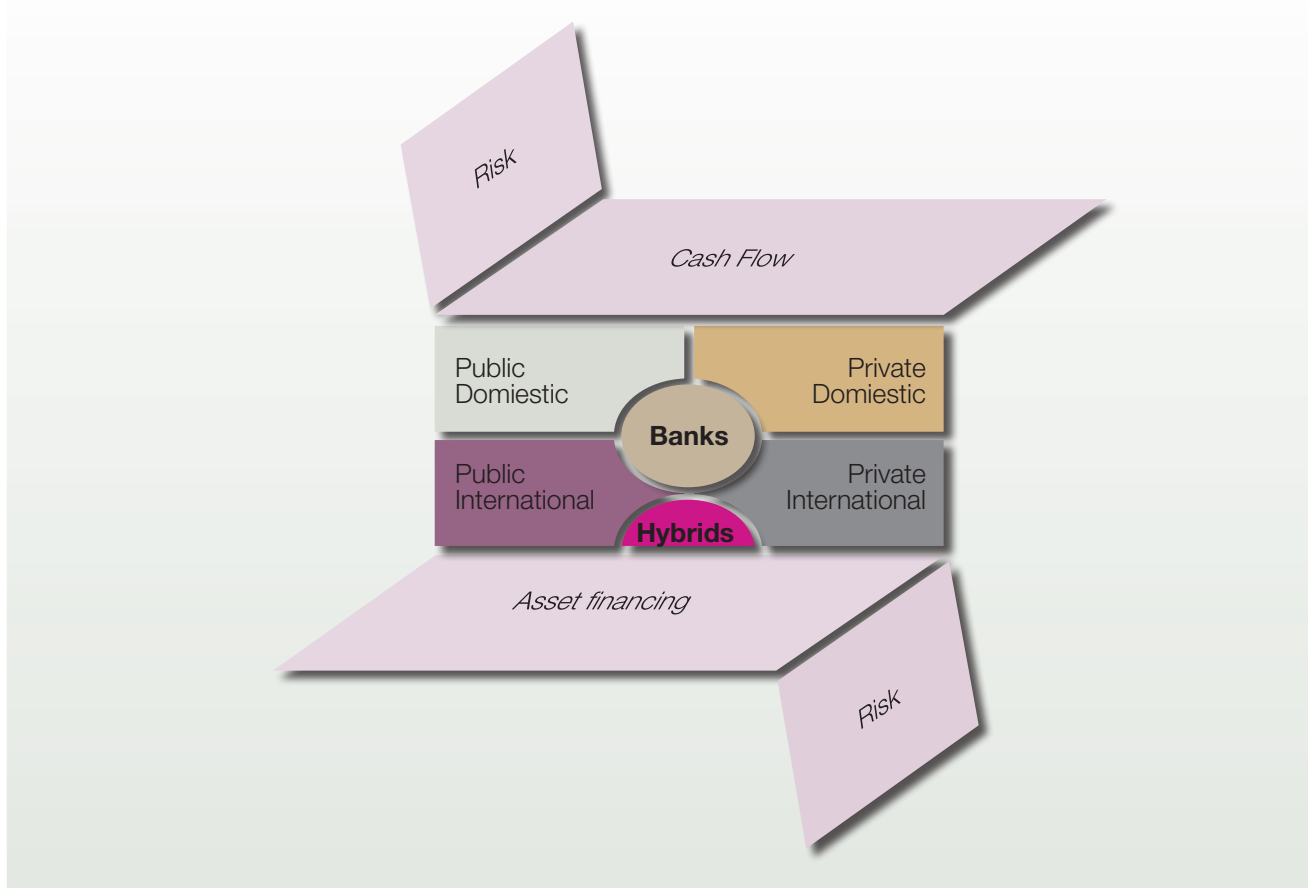 Risk
Cash Flow
Public
Domiestic
Private
Domiestic
Banks
Public
International
Private
International
Hybrids
Asset financing
Risk